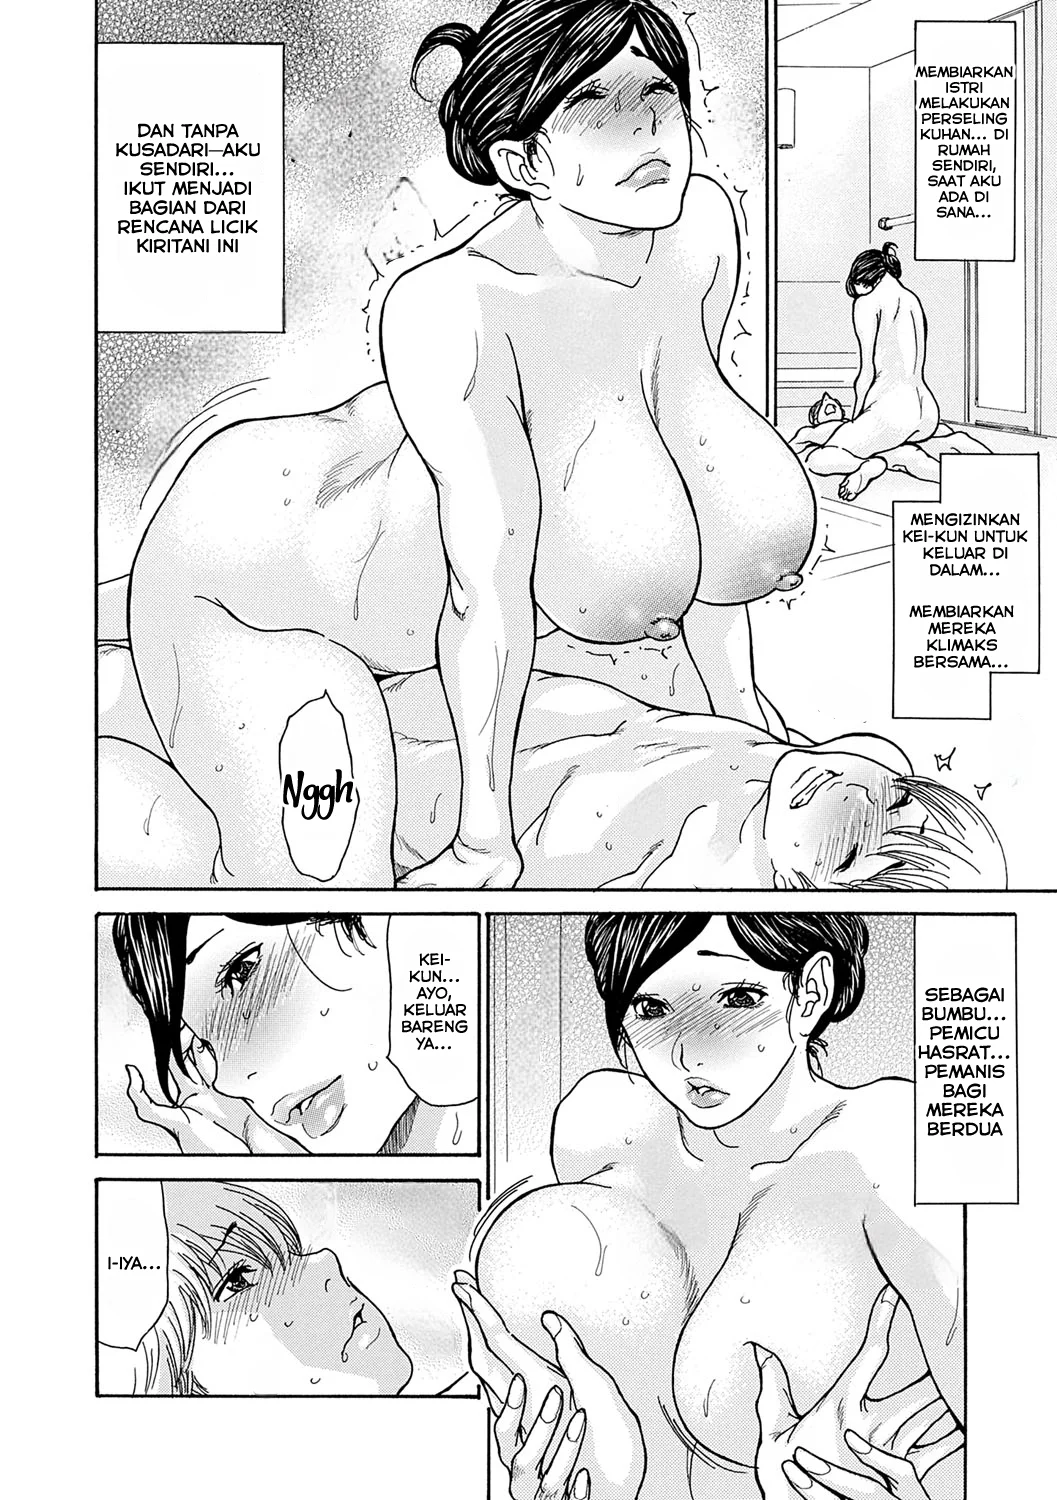 MEMBIARKAN
ISTRI
MELAKUKAN
PERSELING
KUHAN... DI
RUMAH
SENDIRI,
SAAT AKU
ADA DI
SANA...
MENGIZINKAN
KEI-KUN UNTUK
KELUAR DI
DALAM...
MEMBIARKAN
MEREKA
KLIMAKS
BERSAMA...
DAN TANPA
KUSADARI—AKU
SENDIRI...
IKUT MENJADI
BAGIAN DARI
RENCANA LICIK
KIRITANI INI
Nggh
SEBAGAI
BUMBU...
PEMICU
HASRAT...
PEMANIS
BAGI
MEREKA
BERDUA
KEI-
KUN...
AYO,
KELUAR
BARENG
YA...
I-IYA...